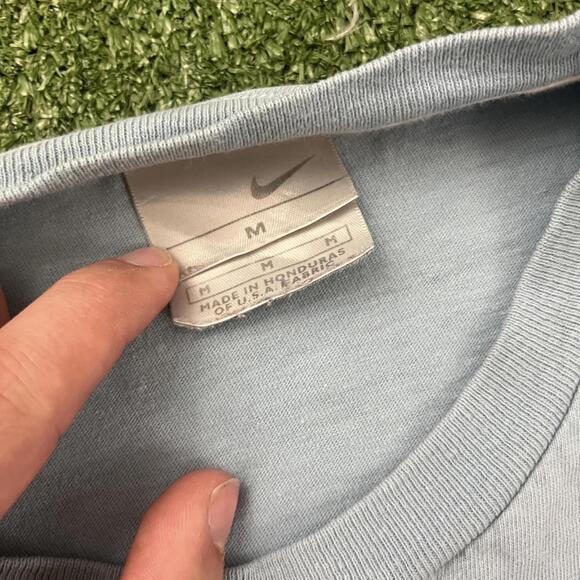 M
M M M
MADE IN HONDURAS
OF U.S.A. FABRIC